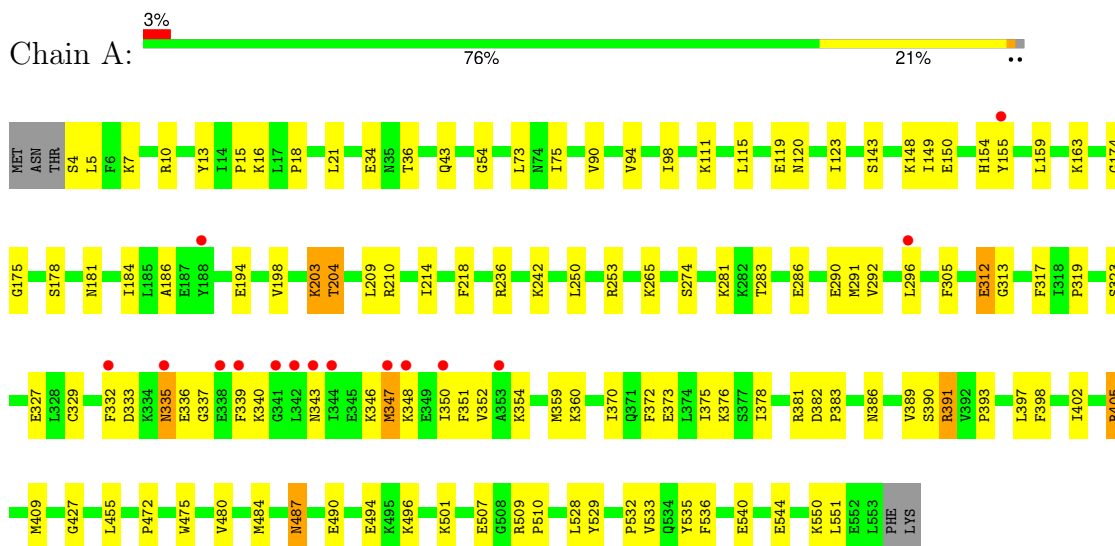 3%
Chain A:
76% 21% ••
MET ASN THR S4 L5 F6 K7 R10 Y13 I14 P15 K16 L17 P18 L21 E34 N35 T36 Q43 G54 L73 N74 I75 V90 V94 I98 K111 L115 E119 N120 I123 S143 K148 I149 E150 H154 Y155 L159 K163 G174
G175 S178 N181 I184 L185 A186 E187 Y188 E194 V198 K203 T204 L209 R210 I214 F218 R236 K242 L250 R253 K265 S274 K281 K282 T283 E286 E290 M291 V292 L296 F305 E312 G313 F317 I318 P319 S323
E327 L328 C329 F332 D333 K334 N335 E336 G337 E338 F339 K340 G341 L342 N343 I344 E345 K346 M347 K348 E349 I350 F351 V352 A353 K354 M359 K360 I370 Q371 F372 E373 L374 I375 K376 S377 I378 R381 D382 P383 N386 V389 S390 R391 V392 P393 L397 F398 I402
M409 G427 L455 P472 W475 V480 M484 N487 E490 E494 K495 K496 K501 E507 G508 R509 P510 L528 Y529 P532 V533 Q534 Y535 F536 E540 E544 K550 L551 E552 L553 PHE LYS